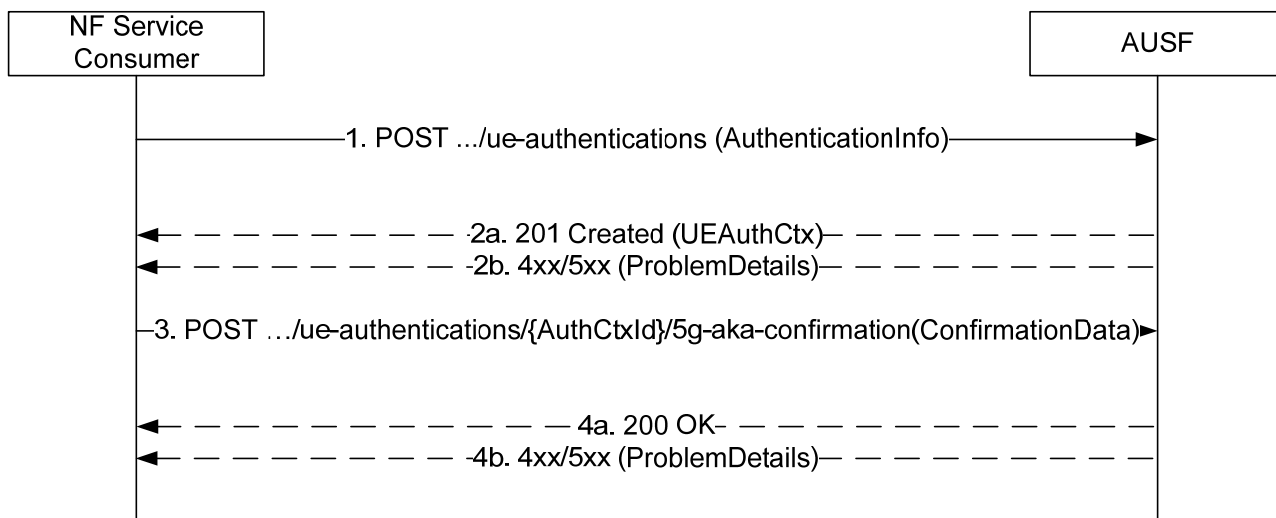 NF Service
Consumer
AUSF
1. POST .../ue-authentications (AuthenticationInfo)
2a. 201 Created (UEAuthCtx)
2b. 4xx/5xx (ProblemDetails)
3. POST …/ue-authentications/{AuthCtxId}/5g-aka-confirmation(ConfirmationData)
4a. 200 OK
4b. 4xx/5xx (ProblemDetails)